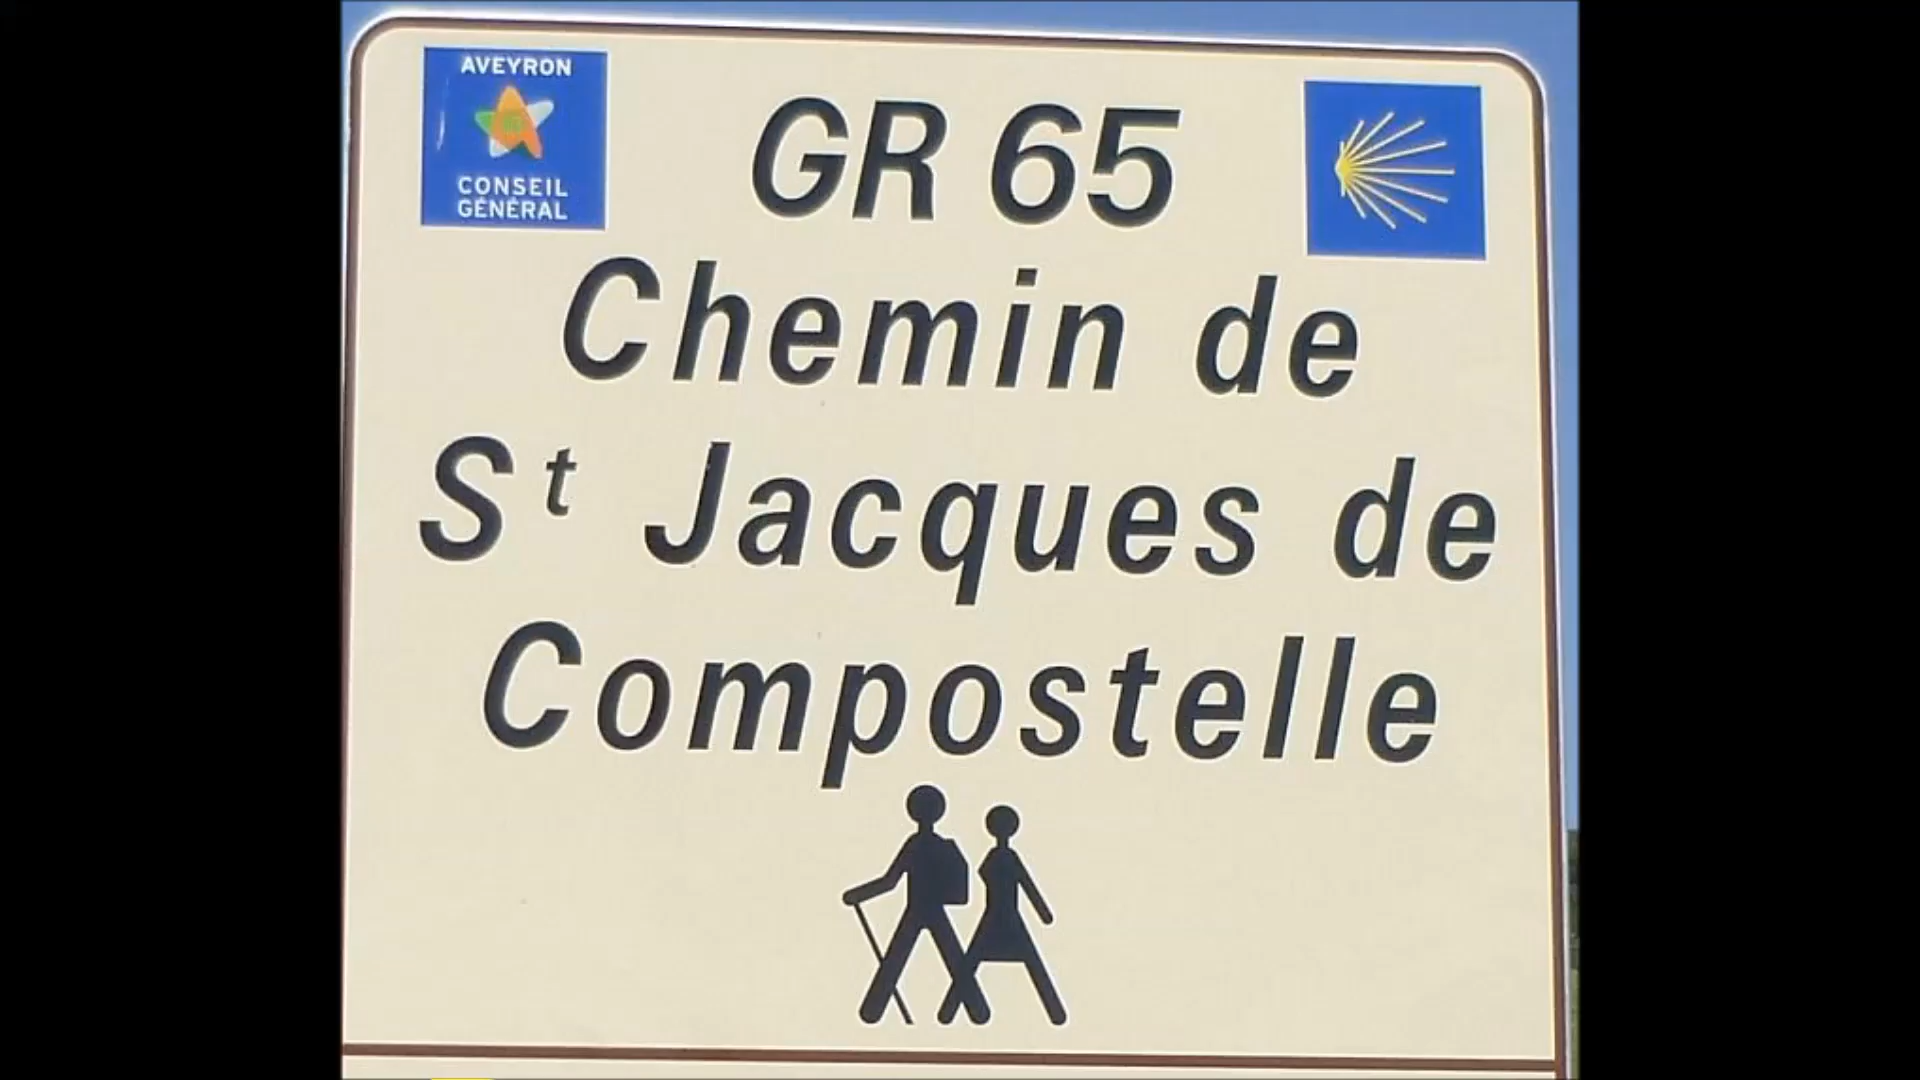 AVEYRON
CONSEIL
GÉNÉRAL
GR 65
Chemin de
St Jacques de
Compostelle